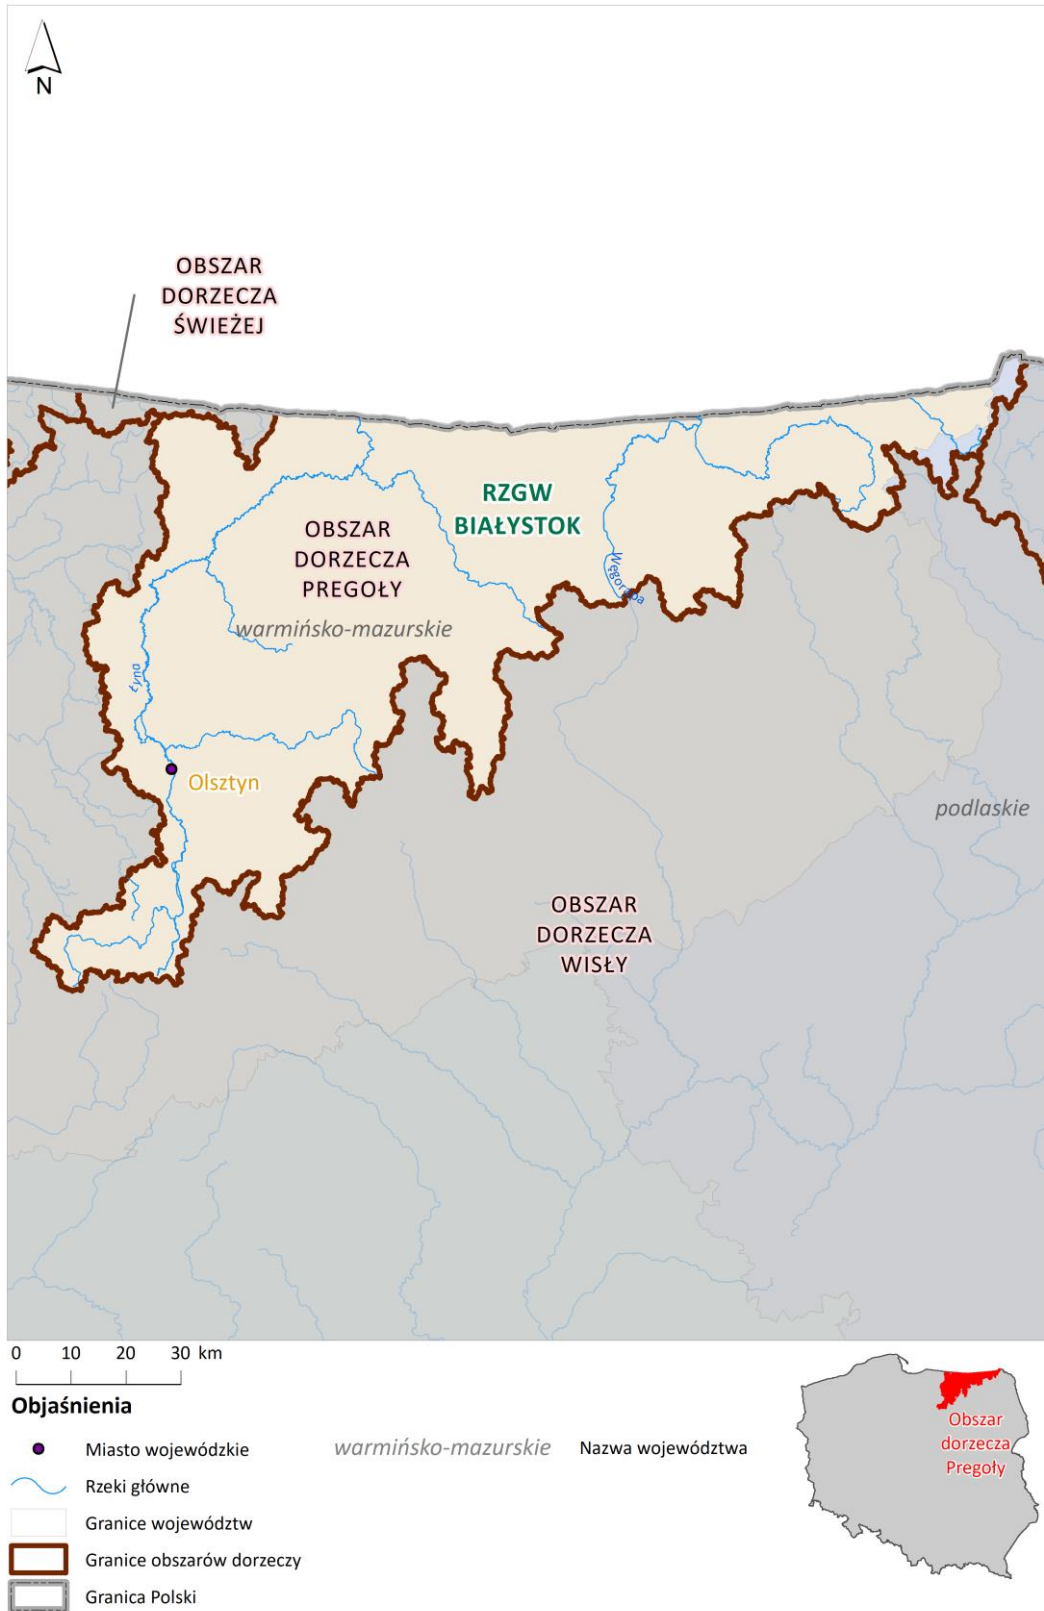 N
OBSZAR
DORZECZA
ŚWIEŻEJ
RZGW
BIAŁYSTOK
OBSZAR
DORZECZA
PREGOŁY
warmińsko-mazurskie
Węgorapa
Łyna
Olsztyn
podlaskie
OBSZAR
DORZECZA
WISŁY
0 10 20 30 km
Objaśnienia
Miasto wojewódzkie
warmińsko-mazurskie Nazwa województwa
Rzeki główne
Granice województw
Granice obszarów dorzeczy
Granica Polski
Obszar
dorzecza
Pregoły